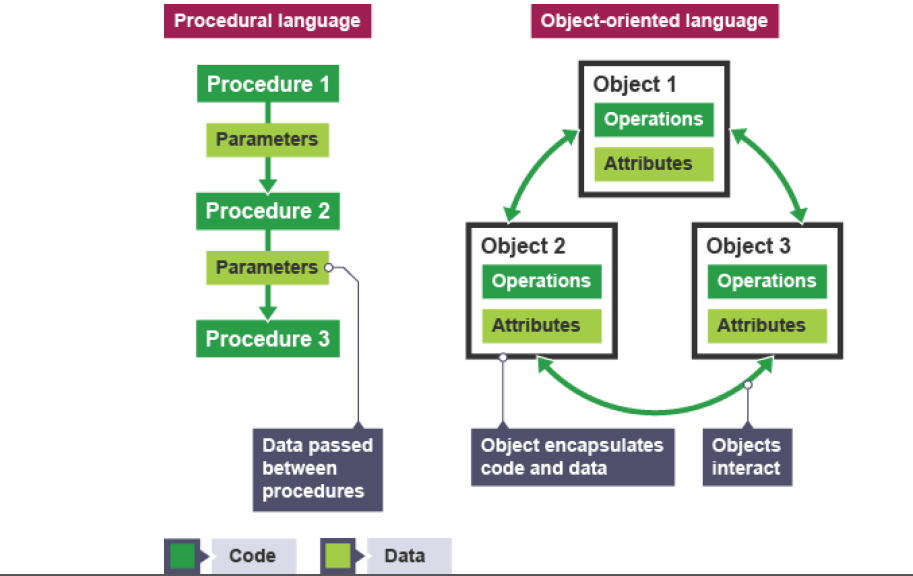 Procedural language
Procedure 1
Parameters
Procedure 2
Parameters
Procedure 3
Data passed
between
procedures
Object-oriented language
Object 1
Operations
Attributes
Object 2
Operations
Attributes
Object 3
Operations
Attributes
Object encapsulates
code and data
Objects
interact
Code
Data